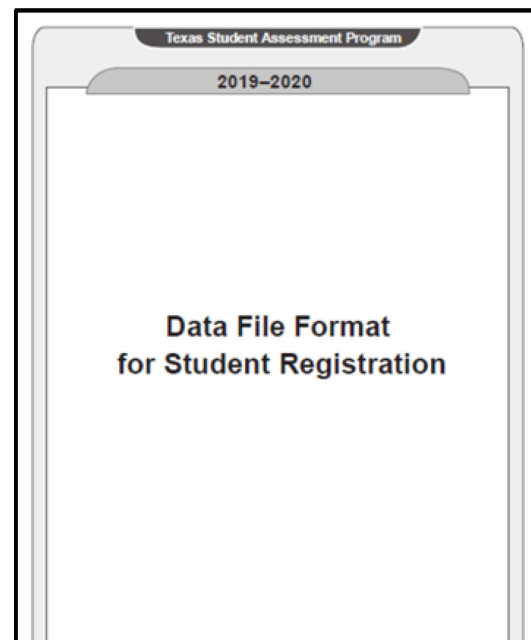 Texas Student Assessment Program
2019–2020
Data File Format
for Student Registration